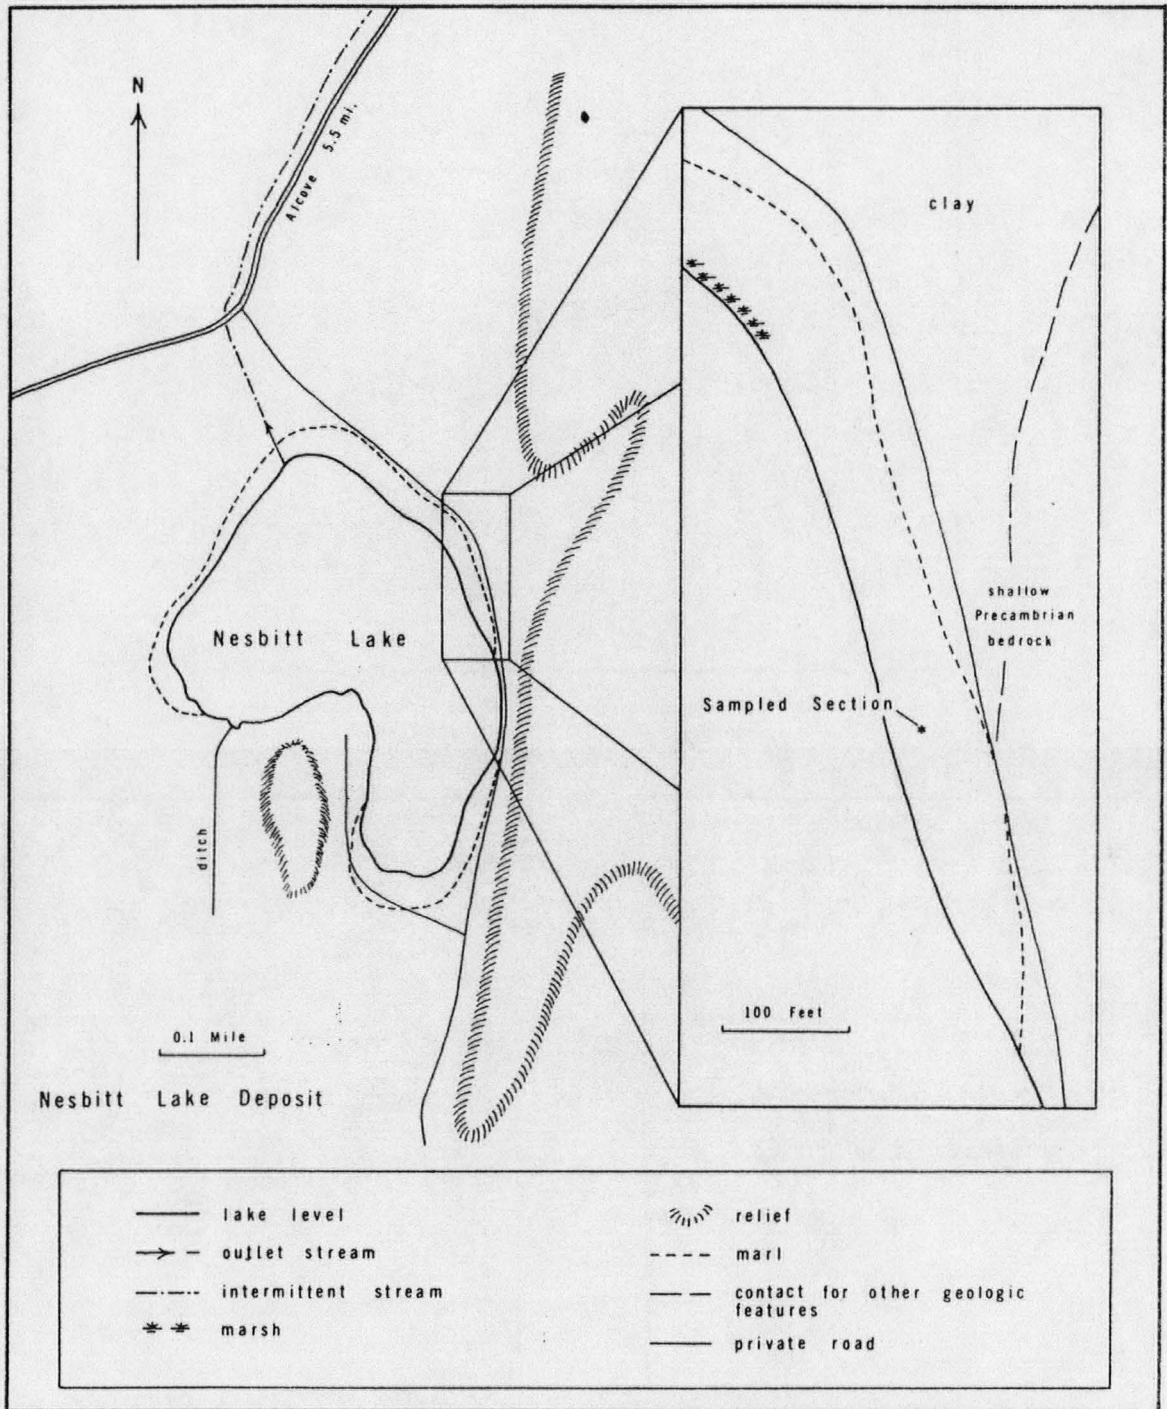 N
Alcove 5.5 mi.
clay
shallow
Precambrian
bedrock
Nesbitt Lake
Sampled Section
ditch
100 Feet
0.1 Mile
Nesbitt Lake Deposit
lake level
outlet stream
intermittent stream
marsh
relief
marl
contact for other geologic
features
private road